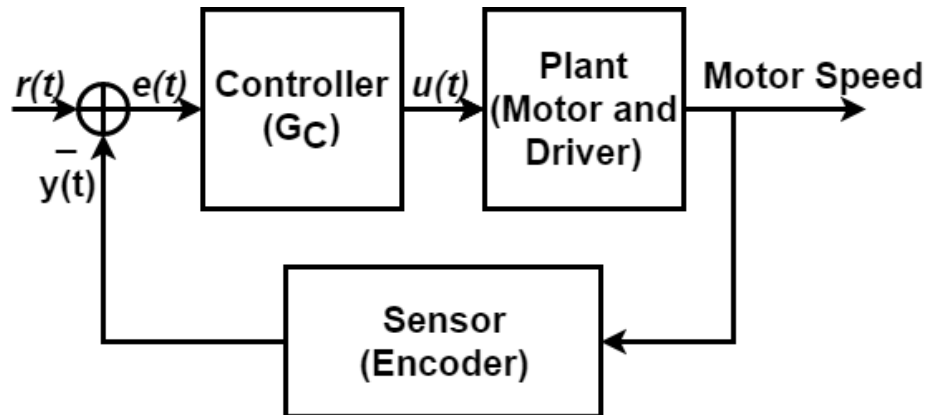 r(t)
e(t)
Controller
(GC)
u(t)
Plant
(Motor and
Driver)
Motor Speed
–
y(t)
Sensor
(Encoder)